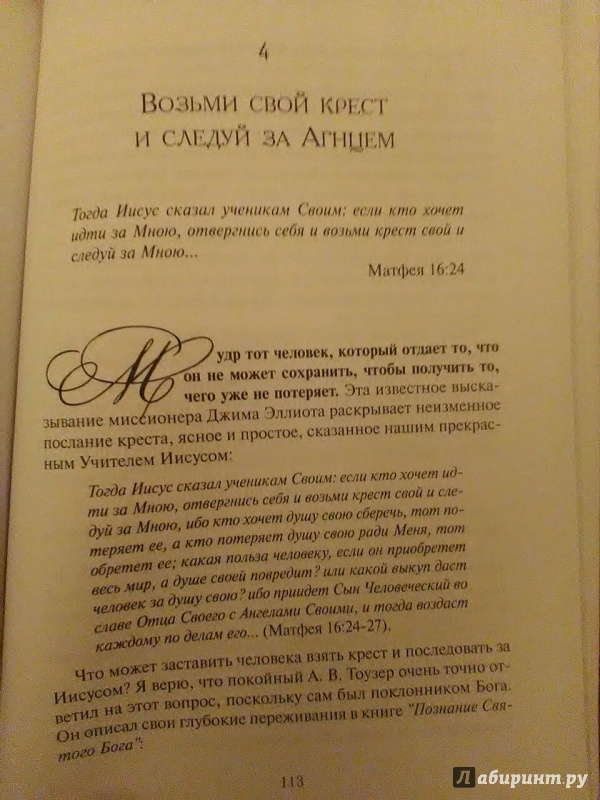 4
Возьми свой крест
и следуй за Агнцем
Тогда Иисус сказал ученикам Своим: если кто хочет
идти за Мною, отвергнись себя и возьми крест свой и
следуй за Мною...
Матфея 16:24
Мудр тот человек, который отдает то, что
он не может сохранить, чтобы получить то,
чего уже не потеряет. Эта известное выска-
зывание миссионера Джима Эллиота раскрывает неизменное
послание креста, ясное и простое, сказанное нашим прекрас-
ным Учителем Иисусом:
Тогда Иисус сказал ученикам Своим: если кто хочет ид-
ти за Мною, отвергнись себя и возьми крест свой и сле-
дуй за Мною, ибо кто хочет душу свою сберечь, тот по-
теряет ее, а кто потеряет душу свою ради Меня, тот
обретет ее; какая польза человеку, если он приобретет
весь мир, а душе своей повредит? или какой выкуп даст
человек за душу свою? ибо приидет Сын Человеческий во
славе Отца Своего с Ангелами Своими, и тогда воздаст
каждому по делам его... (Матфея 16:24-27).
Что может заставить человека взять крест и последовать за
Иисусом? Я верю, что покойный А. В. Тоузер очень точно от-
ветил на этот вопрос, поскольку сам был поклонником Бога.
Он описал свои глубокие переживания в книге "Познание Свя-
того Бога":
113
Лабиринт.ру